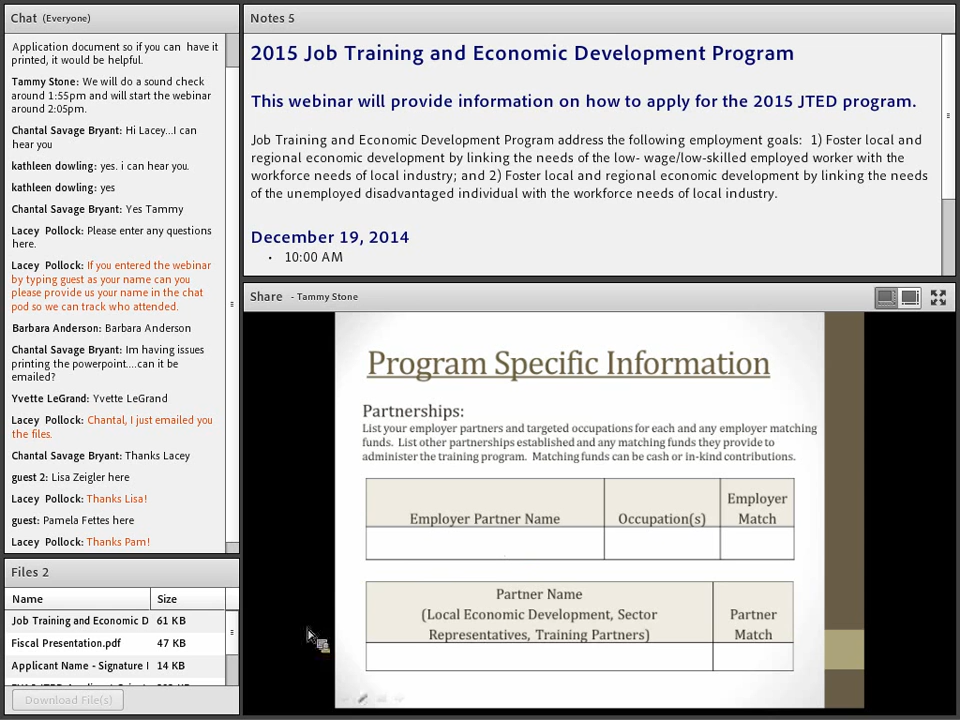 Chat (Everyone)
Application document so if you can have it
printed, it would be helpful.
Tammy Stone: We will do a sound check
around 1:55pm and will start the webinar
around 2:05pm.
Chantal Savage Bryant: Hi Lacey...I can
hear you
kathleen dowling: yes. i can hear you.
kathleen dowling: yes
Chantal Savage Bryant: Yes Tammy
Lacey Pollock: Please enter any questions
here.
Lacey Pollock: If you entered the webinar
by typing guest as your name can you
please provide us your name in the chat
pod so we can track who attended.
Barbara Anderson: Barbara Anderson
Chantal Savage Bryant: Im having issues
printing the powerpoint....can it be
emailed?
Yvette LeGrand: Yvette LeGrand
Lacey Pollock: Chantal, I just emailed you
the files.
Chantal Savage Bryant: Thanks Lacey
guest 2: Lisa Zeigler here
Lacey Pollock: Thanks Lisa!
guest: Pamela Fettes here
Lacey Pollock: Thanks Pam!
Files 2
Name Size
Job Training and Economic D 61 KB
Fiscal Presentation.pdf 47 KB
Applicant Name - Signature 14 KB
Download File(s)
Notes 5
2015 Job Training and Economic Development Program
This webinar will provide information on how to apply for the 2015 JTED program.
Job Training and Economic Development Program address the following employment goals: 1) Foster local and
regional economic development by linking the needs of the low- wage/low-skilled employed worker with the
workforce needs of local industry; and 2) Foster local and regional economic development by linking the needs
of the unemployed disadvantaged individual with the workforce needs of local industry.
December 19, 2014
• 10:00 AM
Share - Tammy Stone
Program Specific Information
Partnerships:
List your employer partners and targeted occupations for each and any employer matching
funds. List other partnerships established and any matching funds they provide to
administer the training program. Matching funds can be cash or in-kind contributions.
Employer Partner Name Occupation(s) Employer
Match
Partner Name
(Local Economic Development, Sector
Representatives, Training Partners) Partner
Match